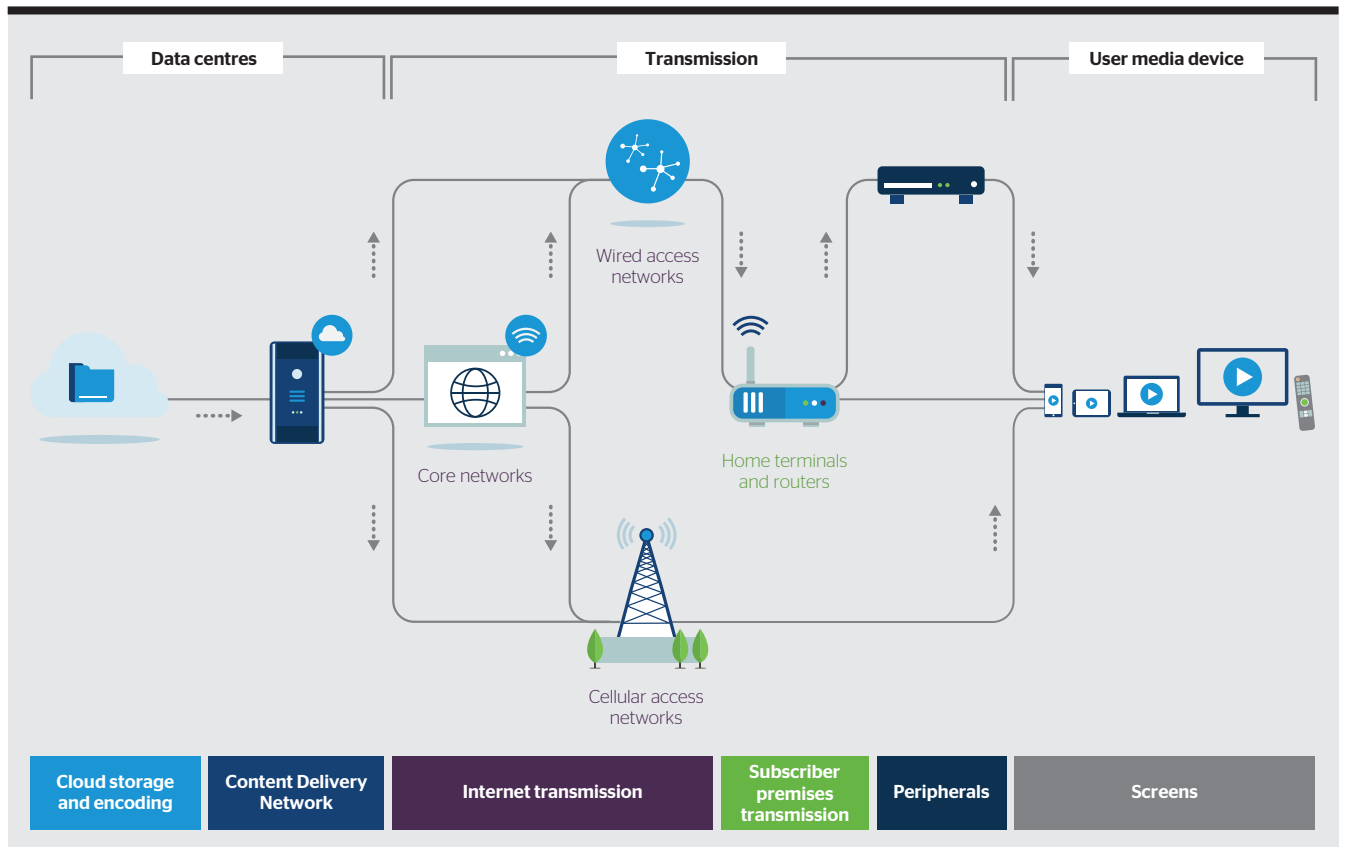 Data centres
Transmission
User media device
Wired access
networks
Core networks
Home terminals
and routers
Cellular access
networks
Cloud storage
and encoding
Content Delivery
Network
Internet transmission
Subscriber
premises
transmission
Peripherals
Screens